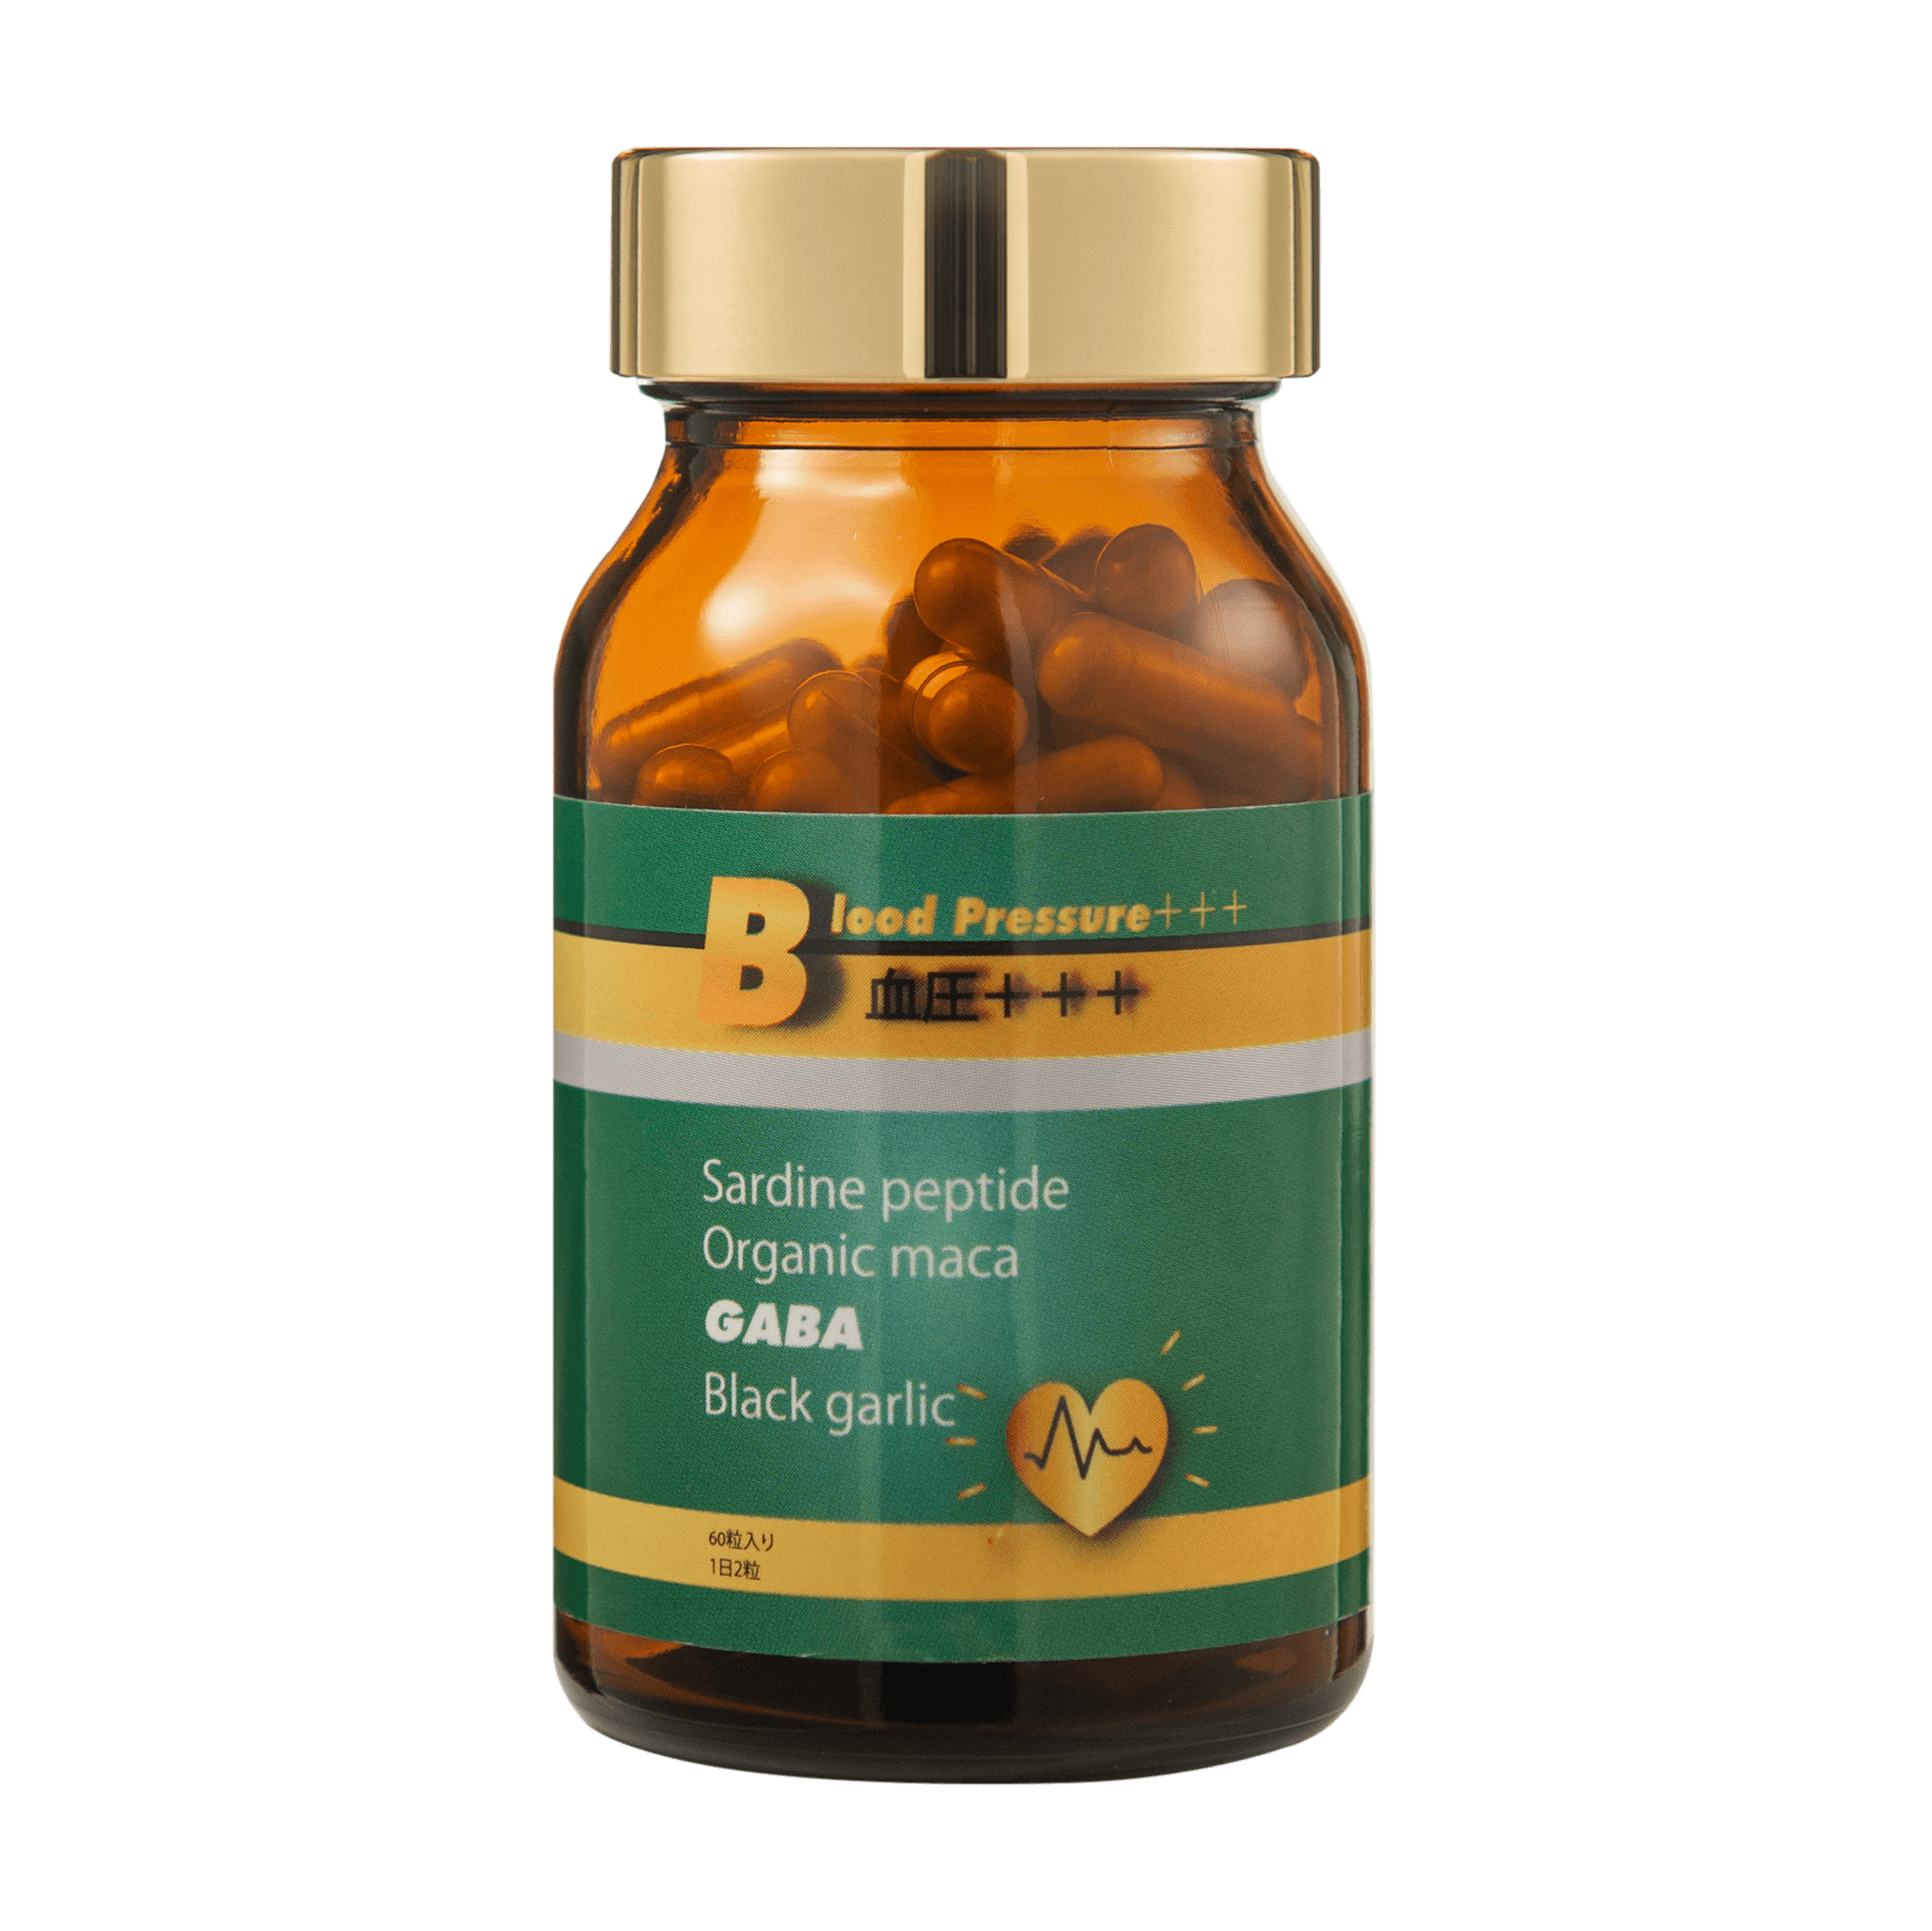 Blood Pressure+++
血圧+++
Sardine peptide
Organic maca
GABA
Black garlic
60粒入り
1日2粒